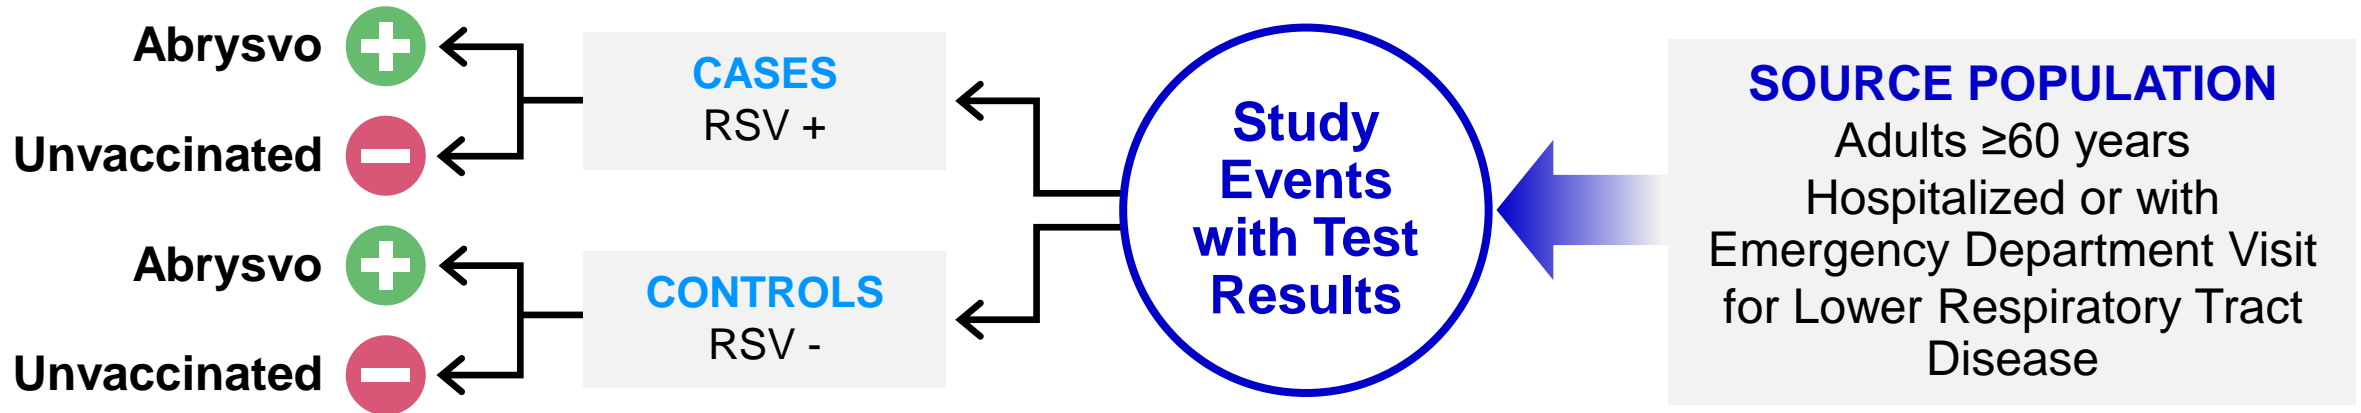 Abrysvo
Unvaccinated
Abrysvo
Unvaccinated
CASES
RSV +
CONTROLS
RSV -
Study
Events
with Test
Results
SOURCE POPULATION
Adults ≥60 years
Hospitalized or with
Emergency Department Visit
for Lower Respiratory Tract
Disease